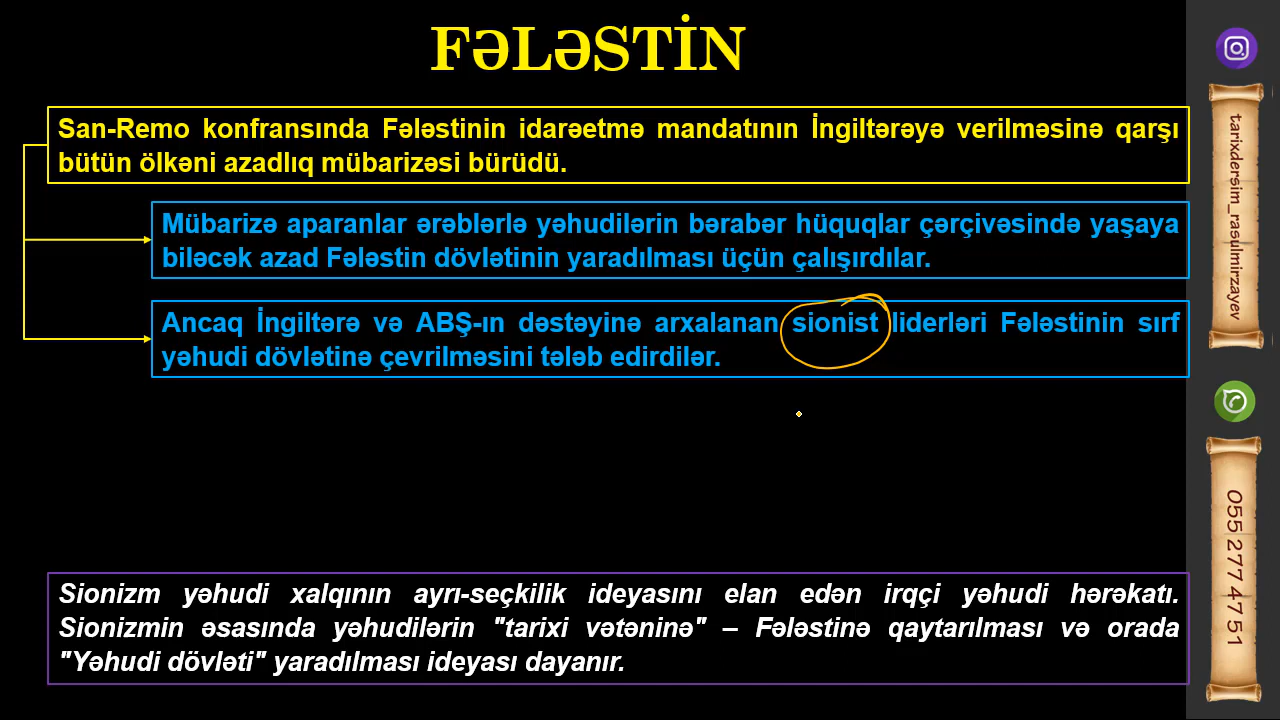 FƏLƏSTİN
San-Remo konfransında Fələstinin idarəetmə mandatının İngiltərəyə verilməsinə qarşı
bütün ölkəni azadlıq mübarizəsi bürüdü.
Mübarizə aparanlar ərəblərlə yəhudilərin bərabər hüquqlar çərçivəsində yaşaya
biləcək azad Fələstin dövlətinin yaradılması üçün çalışırdılar.
Ancaq İngiltərə və ABŞ-ın dəstəyinə arxalanan sionist liderləri Fələstinin sırf
yəhudi dövlətinə çevrilməsini tələb edirdilər.
Sionizm yəhudi xalqının ayrı-seçkilik ideyasını elan edən irqçi yəhudi hərəkatı.
Sionizmin əsasında yəhudilərin "tarixi vətəninə" – Fələstinə qaytarılması və orada
"Yəhudi dövləti" yaradılması ideyası dayanır.
tarixdersim_rasulmirzayev
055 277 47 51